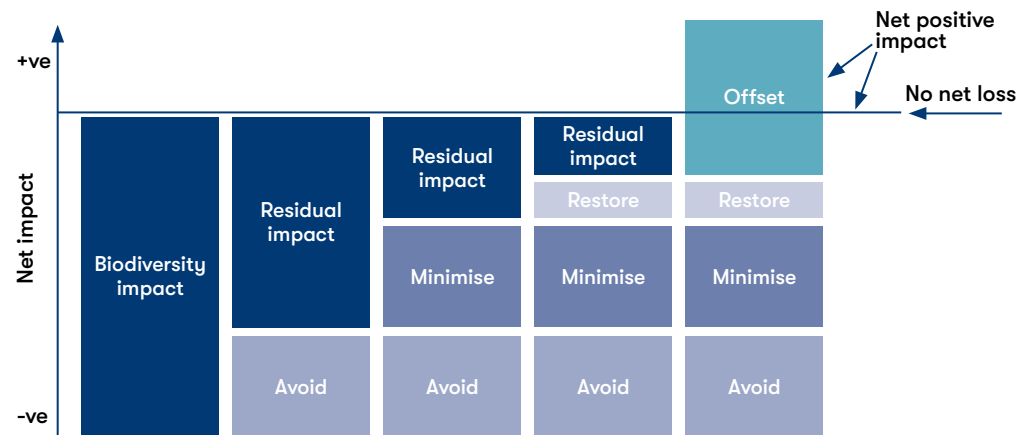 +ve
Net impact
-ve
Biodiversity
impact
Residual
impact
Avoid
Residual
impact
Minimise
Avoid
Residual
impact
Restore
Minimise
Avoid
Offset
Restore
Minimise
Avoid
Net positive
impact
No net loss